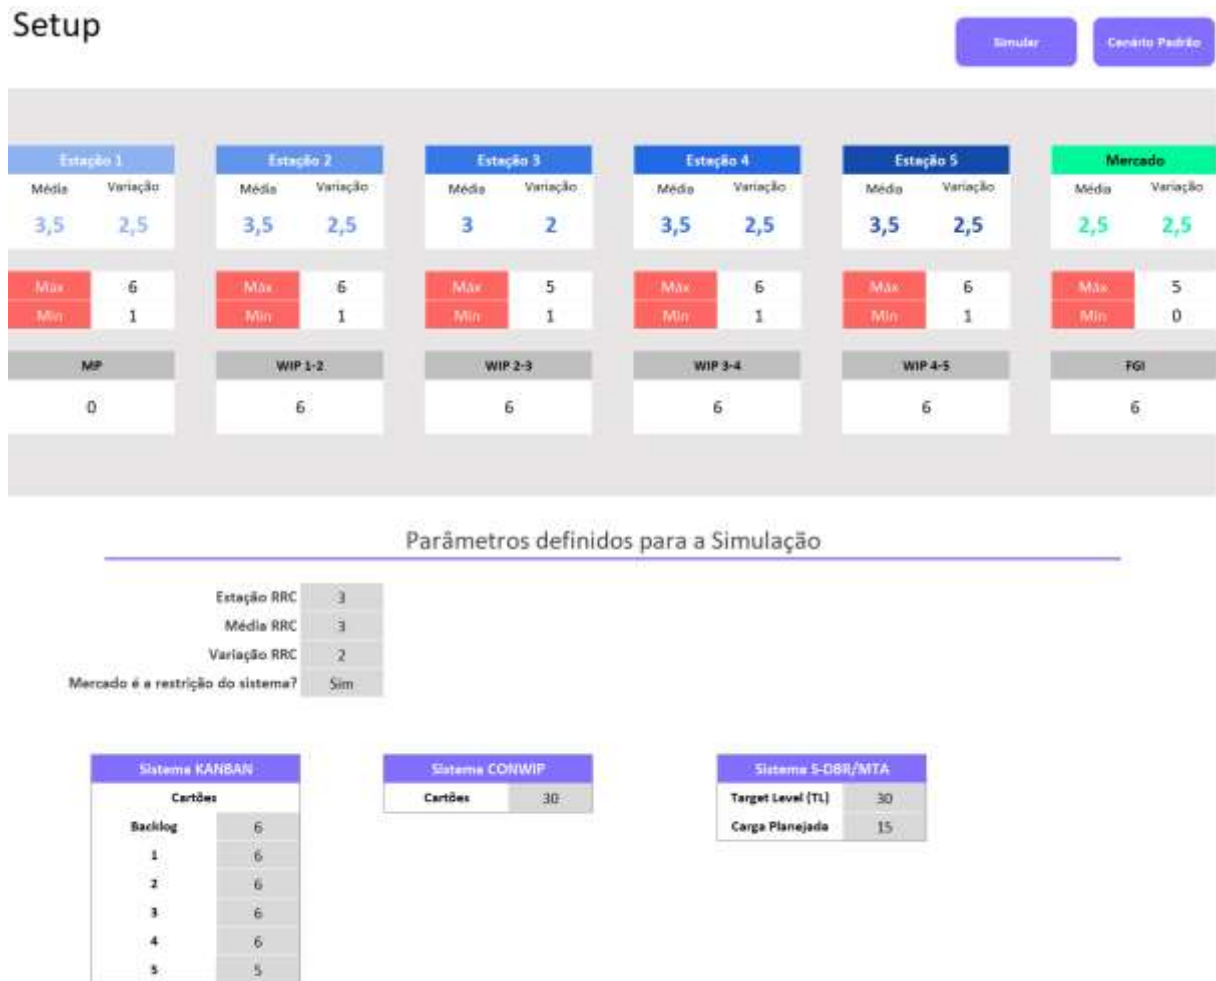 Setup
Simular Cenário Padrão
Estação 1 Estação 2 Estação 3 Estação 4 Estação 5 Mercado
Média Variação Média Variação Média Variação Média Variação Média Variação Média Variação
3,5 2,5 3,5 2,5 3 2 3,5 2,5 3,5 2,5 2,5 2,5
Máx 6 Máx 6 Máx 5 Máx 6 Máx 6 Máx 5
Min 1 Min 1 Min 1 Min 1 Min 1 Min 0
MP WIP 1-2 WIP 2-3 WIP 3-4 WIP 4-5 FGI
0 6 6 6 6 6
Parâmetros definidos para a Simulação
Estação RRC 3
Média RRC 3
Variação RRC 2
Mercado é a restrição do sistema? Sim
Sistema KANBAN Sistema CONWIP Sistema S-DBR/MTA
Cartões Cartões 30 Target Level (TL) 30
Backlog 6 Carga Planejada 15
1 6
2 6
3 6
4 6
5 5